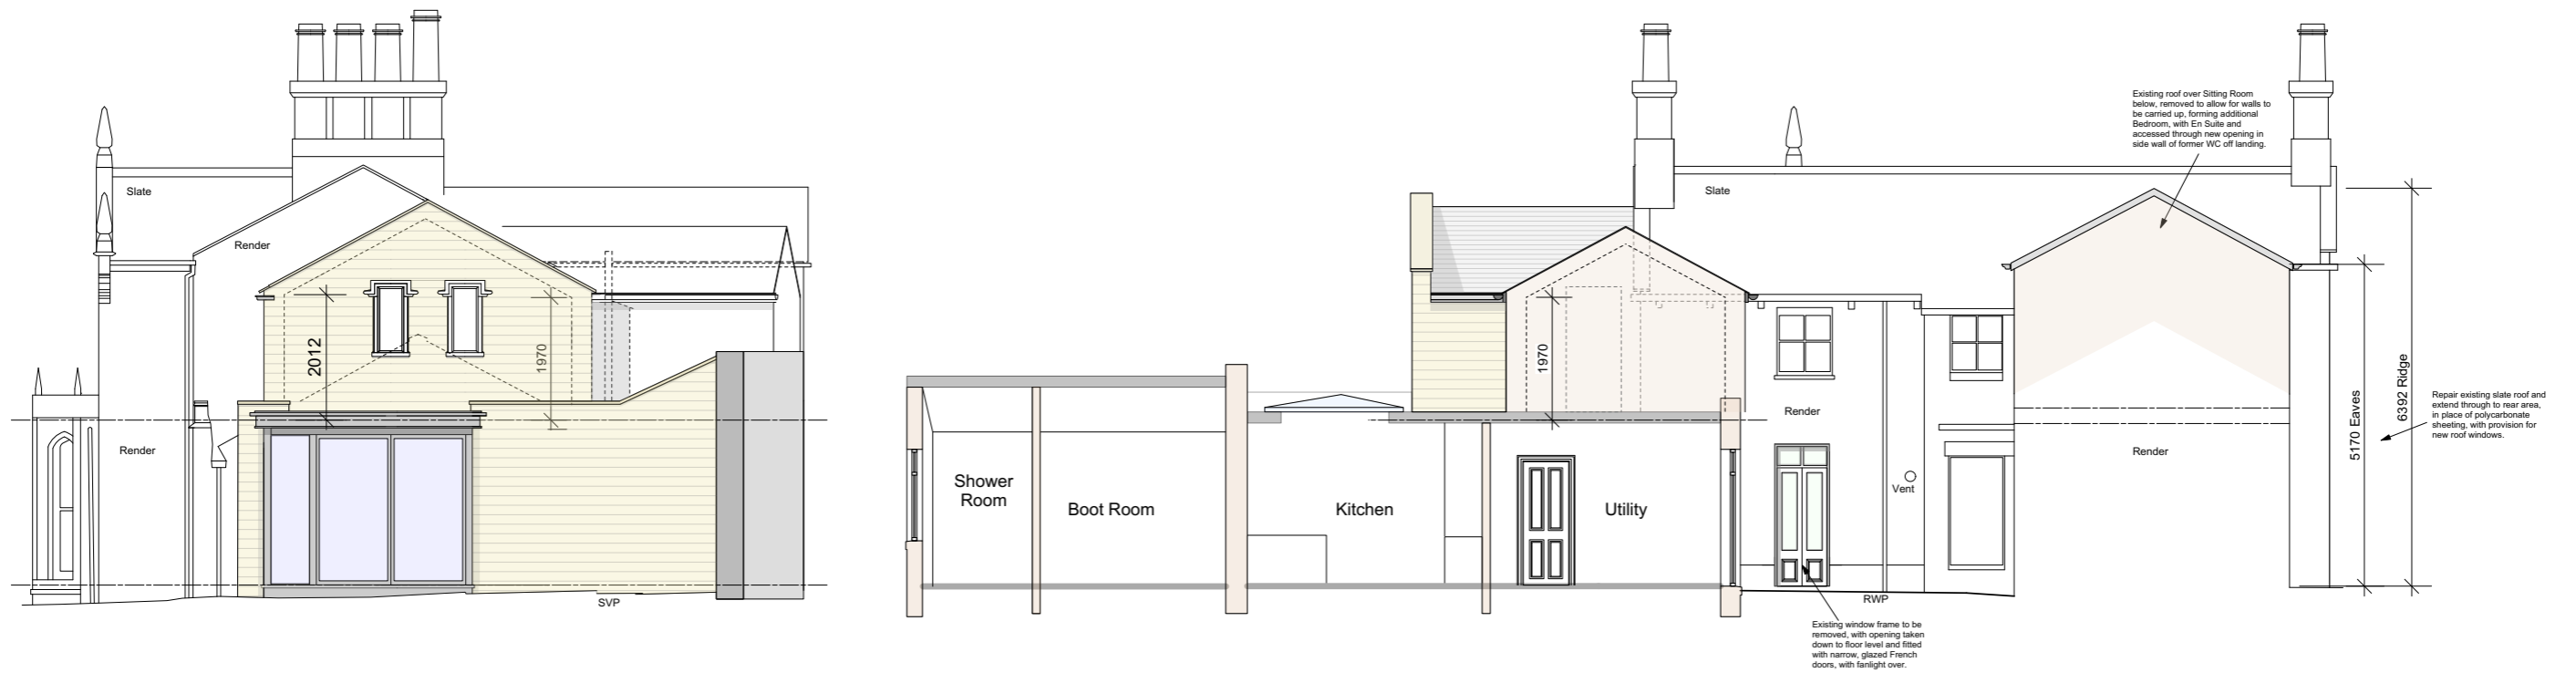 Slate
Render
2012
1970
Render
SVP
Shower
Room
Boot Room
Kitchen
Utility
1970
Slate
Render
Vent
RWP
Existing window frame to be
removed, with opening taken
down to floor level and fitted
with narrow, glazed French
doors, with fanlight over.
Existing roof over Sitting Room
below, removed to allow for walls to
be carried up, forming additional
Bedroom, with En Suite and
accessed through new opening in
side wall of former WC off landing.
Render
5170 Eaves
6392 Ridge
Repair existing slate roof and
extend through to rear area,
in place of polycarbonate
sheeting, with provision for
new roof windows.